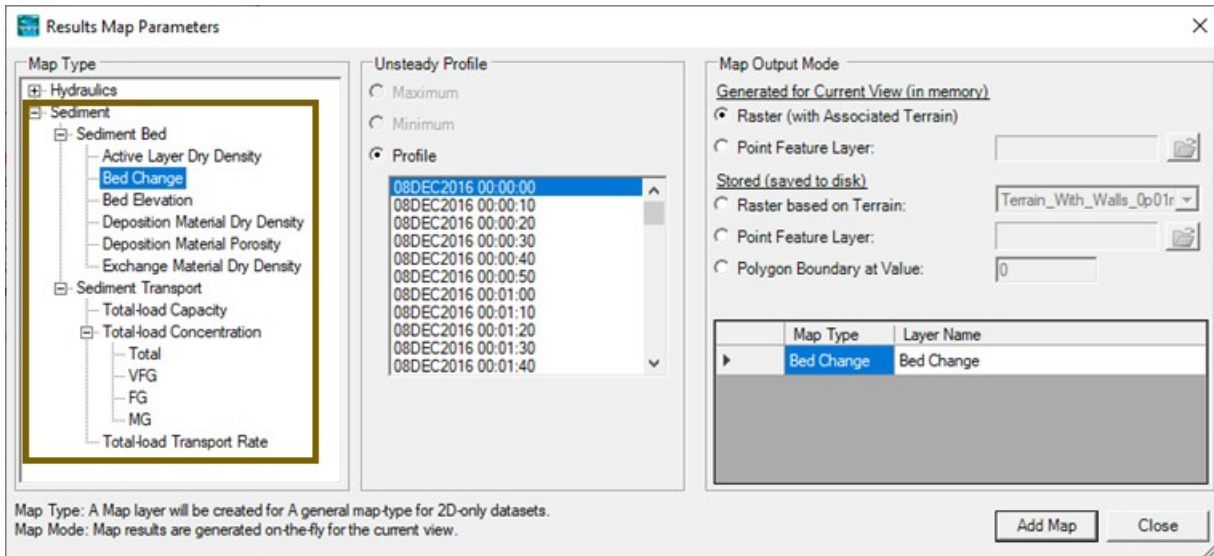 Results Map Parameters
Map Type
Hydraulics
Sediment
Sediment Bed
Active Layer Dry Density
Bed Change
Bed Elevation
Deposition Material Dry Density
Deposition Material Porosity
Exchange Material Dry Density
Sediment Transport
Total-load Capacity
Total-load Concentration
Total
VFG
FG
MG
Total-load Transport Rate
Unsteady Profile
Maximum
Minimum
Profile
08DEC2016 00:00:00
08DEC2016 00:00:10
08DEC2016 00:00:20
08DEC2016 00:00:30
08DEC2016 00:00:40
08DEC2016 00:00:50
08DEC2016 00:01:00
08DEC2016 00:01:10
08DEC2016 00:01:20
08DEC2016 00:01:30
08DEC2016 00:01:40
Map Output Mode
Generated for Current View (in memory)
Raster (with Associated Terrain)
Point Feature Layer:
Stored (saved to disk)
Raster based on Terrain: Terrain_With_Walls_0p01r
Point Feature Layer:
Polygon Boundary at Value: 0
Map Type Layer Name
Bed Change Bed Change
Map Type: A Map layer will be created for A general map-type for 2D-only datasets.
Map Mode: Map results are generated on-the-fly for the current view.
Add Map Close